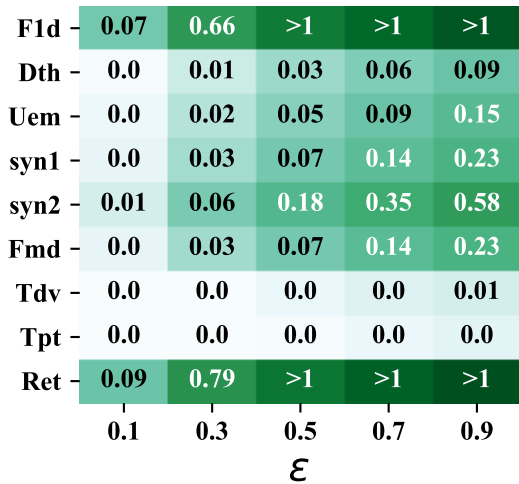 F1d 0.07 0.66 >1 >1 >1
Dth 0.0 0.01 0.03 0.06 0.09
Uem 0.0 0.02 0.05 0.09 0.15
syn1 0.0 0.03 0.07 0.14 0.23
syn2 0.01 0.06 0.18 0.35 0.58
Fmd 0.0 0.03 0.07 0.14 0.23
Tdv 0.0 0.0 0.0 0.0 0.01
Tpt 0.0 0.0 0.0 0.0 0.0
Ret 0.09 0.79 >1 >1 >1
0.1 0.3 0.5 0.7 0.9
ε